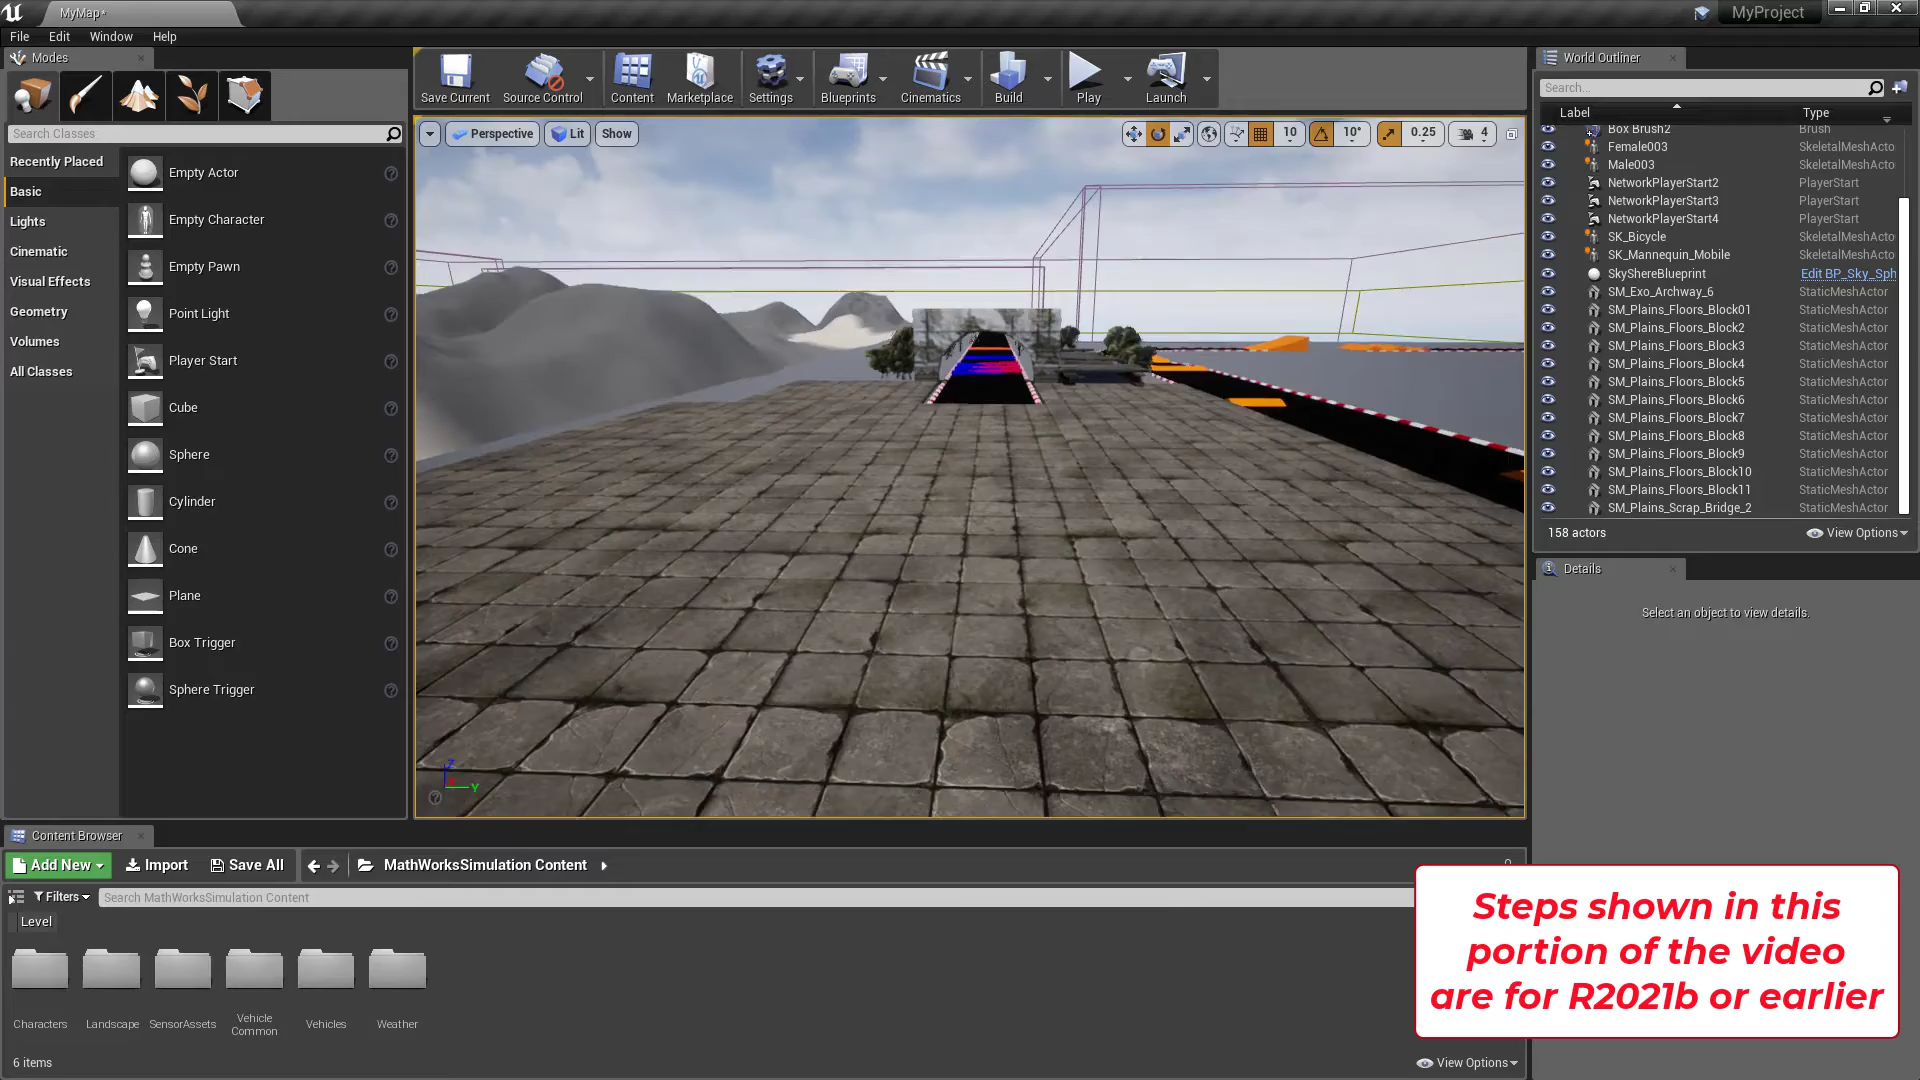 MyMap*
MyProject
File
Edit
Window
Help
Modes
Search Classes
Recently Placed
Basic
Lights
Cinematic
Visual Effects
Geometry
Volumes
All Classes
Empty Actor
Empty Character
Empty Pawn
Point Light
Player Start
Cube
Sphere
Cylinder
Cone
Plane
Box Trigger
Sphere Trigger
Save Current
Source Control
Content
Marketplace
Settings
Blueprints
Cinematics
Build
Play
Launch
Perspective
Lit
Show
10
10°
0.25
4
Z
Y
World Outliner
Search...
Label Type
Box Brush2 Brush
Female003 SkeletalMeshActo
Male003 SkeletalMeshActo
NetworkPlayerStart2 PlayerStart
NetworkPlayerStart3 PlayerStart
NetworkPlayerStart4 PlayerStart
SK_Bicycle SkeletalMeshActo
SK_Mannequin_Mobile SkeletalMeshActo
SkyShereBlueprint Edit BP_Sky_Sph
SM_Exo_Archway_6 StaticMeshActor
SM_Plains_Floors_Block01 StaticMeshActor
SM_Plains_Floors_Block2 StaticMeshActor
SM_Plains_Floors_Block3 StaticMeshActor
SM_Plains_Floors_Block4 StaticMeshActor
SM_Plains_Floors_Block5 StaticMeshActor
SM_Plains_Floors_Block6 StaticMeshActor
SM_Plains_Floors_Block7 StaticMeshActor
SM_Plains_Floors_Block8 StaticMeshActor
SM_Plains_Floors_Block9 StaticMeshActor
SM_Plains_Floors_Block10 StaticMeshActor
SM_Plains_Floors_Block11 StaticMeshActor
SM_Plains_Scrap_Bridge_2 StaticMeshActor
158 actors
View Options
Details
Select an object to view details.
Content Browser
Add New
Import
Save All
MathWorksSimulation Content
Filters
Search MathWorksSimulation Content
Level
Characters
Landscape
SensorAssets
Vehicle
Common
Vehicles
Weather
6 items
View Options
Steps shown in this
portion of the video
are for R2021b or earlier